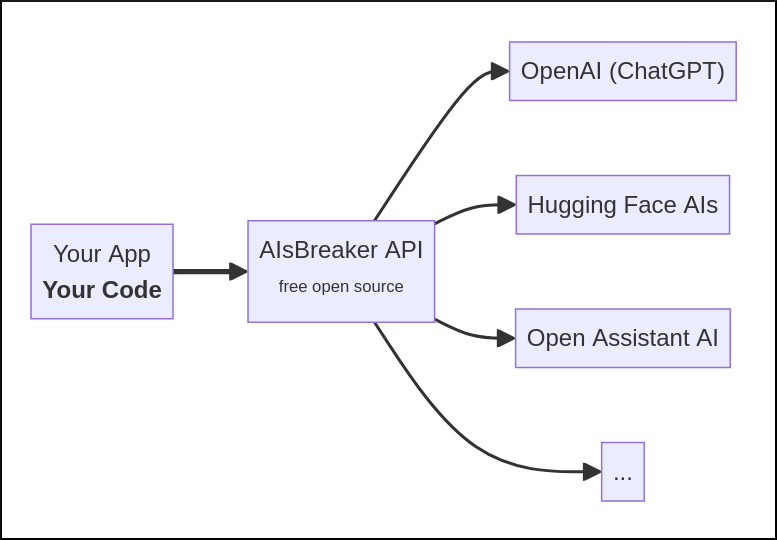 Your App
Your Code
AIsBreaker API
free open source
OpenAI (ChatGPT)
Hugging Face AIs
Open Assistant AI
...